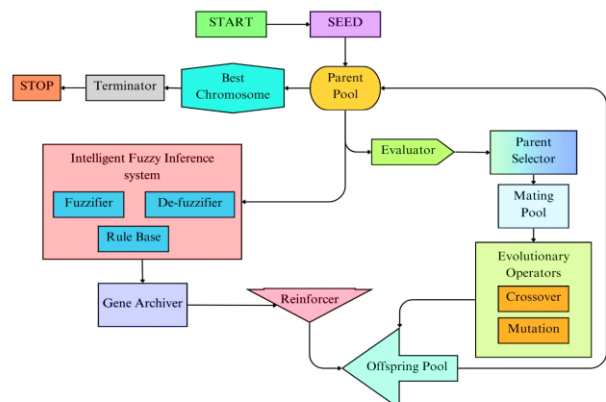 START
SEED
STOP
Terminator
Best
Chromosome
Parent
Pool
Evaluator
Parent
Selector
Intelligent Fuzzy Inference
system
Fuzzifier
De-fuzzifier
Rule Base
Mating
Pool
Evolutionary
Operators
Crossover
Mutation
Gene Archiver
Reinforcer
Offspring Pool